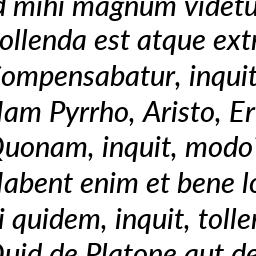 d mihi magnum videtu
ollenda est atque extr
Compensabatur, inquit
Nam Pyrrho, Aristo, Er
Quonam, inquit, modo
Habent enim et bene lo
i quidem, inquit, toller
Quid de Platone aut de